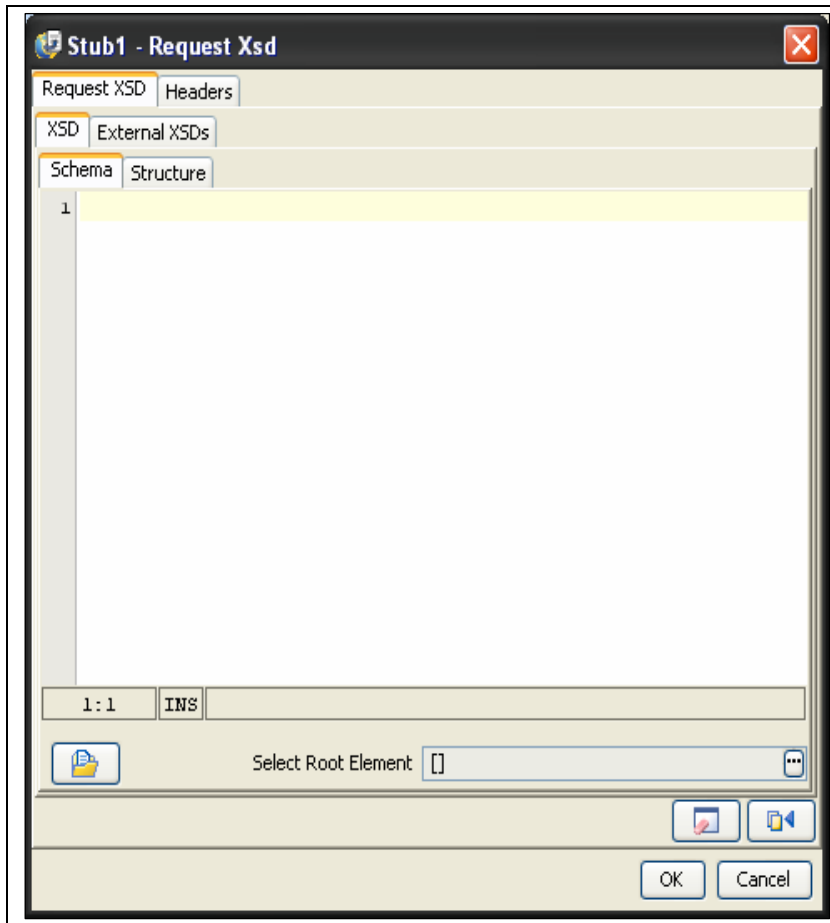 Stub1 - Request Xsd
Request XSD Headers
XSD External XSDs
Schema Structure
1
1:1 INS
Select Root Element []
OK Cancel